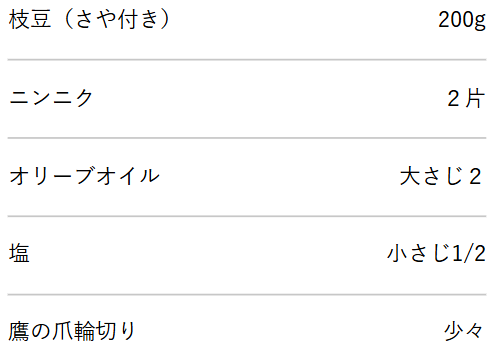 枝豆（さや付き） 200g
ニンニク ２片
オリーブオイル 大さじ２
塩 小さじ1/2
鷹の爪輪切り 少々